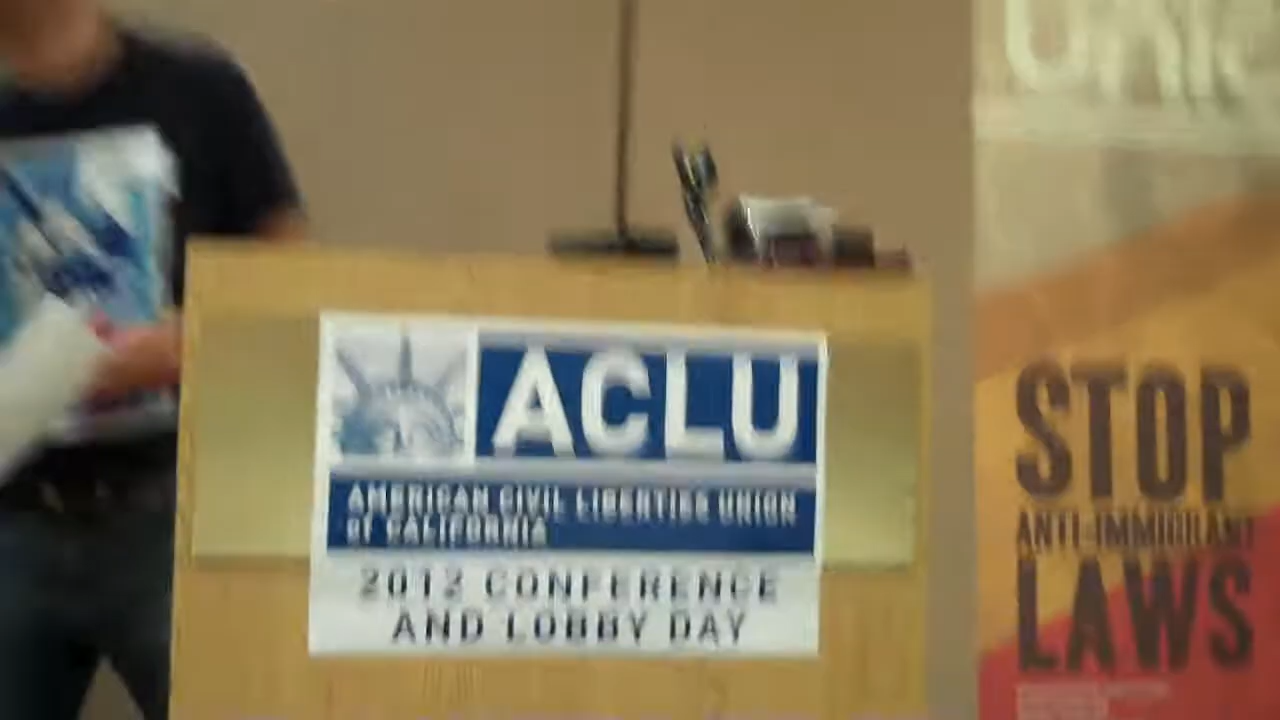 ACLU
AMERICAN CIVIL LIBERTIES UNION
OF CALIFORNIA
2012 CONFERENCE
AND LOBBY DAY
STOP
ANTI-IMMIGRANT
LAWS